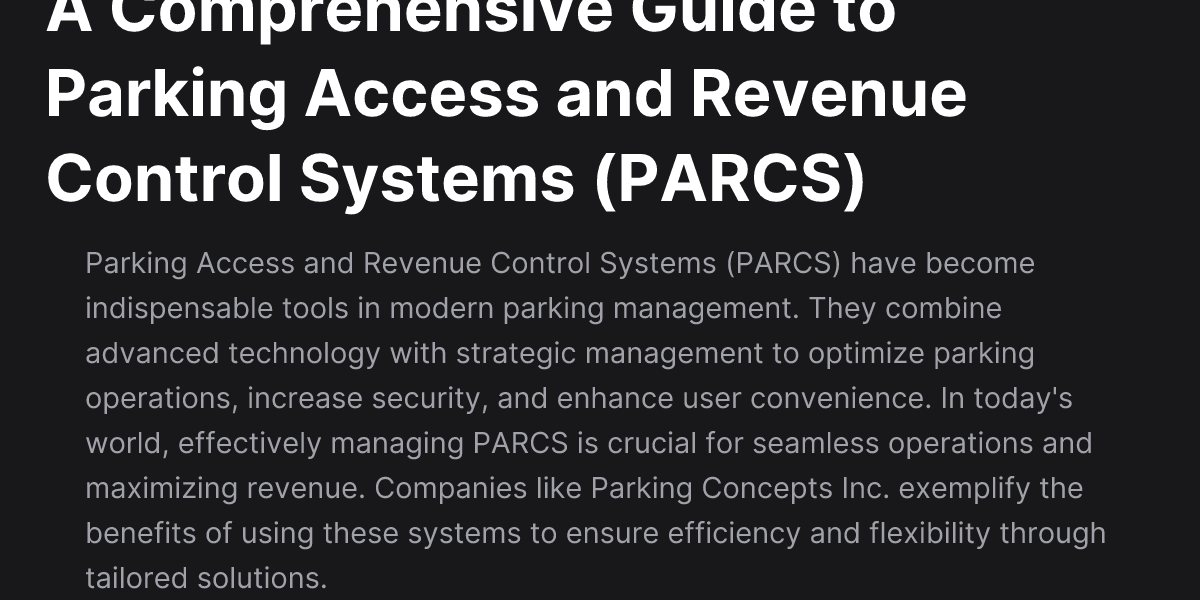 A Comprehensive Guide to
Parking Access and Revenue
Control Systems (PARCS)
Parking Access and Revenue Control Systems (PARCS) have become
indispensable tools in modern parking management. They combine
advanced technology with strategic management to optimize parking
operations, increase security, and enhance user convenience. In today's
world, effectively managing PARCS is crucial for seamless operations and
maximizing revenue. Companies like Parking Concepts Inc. exemplify the
benefits of using these systems to ensure efficiency and flexibility through
tailored solutions.